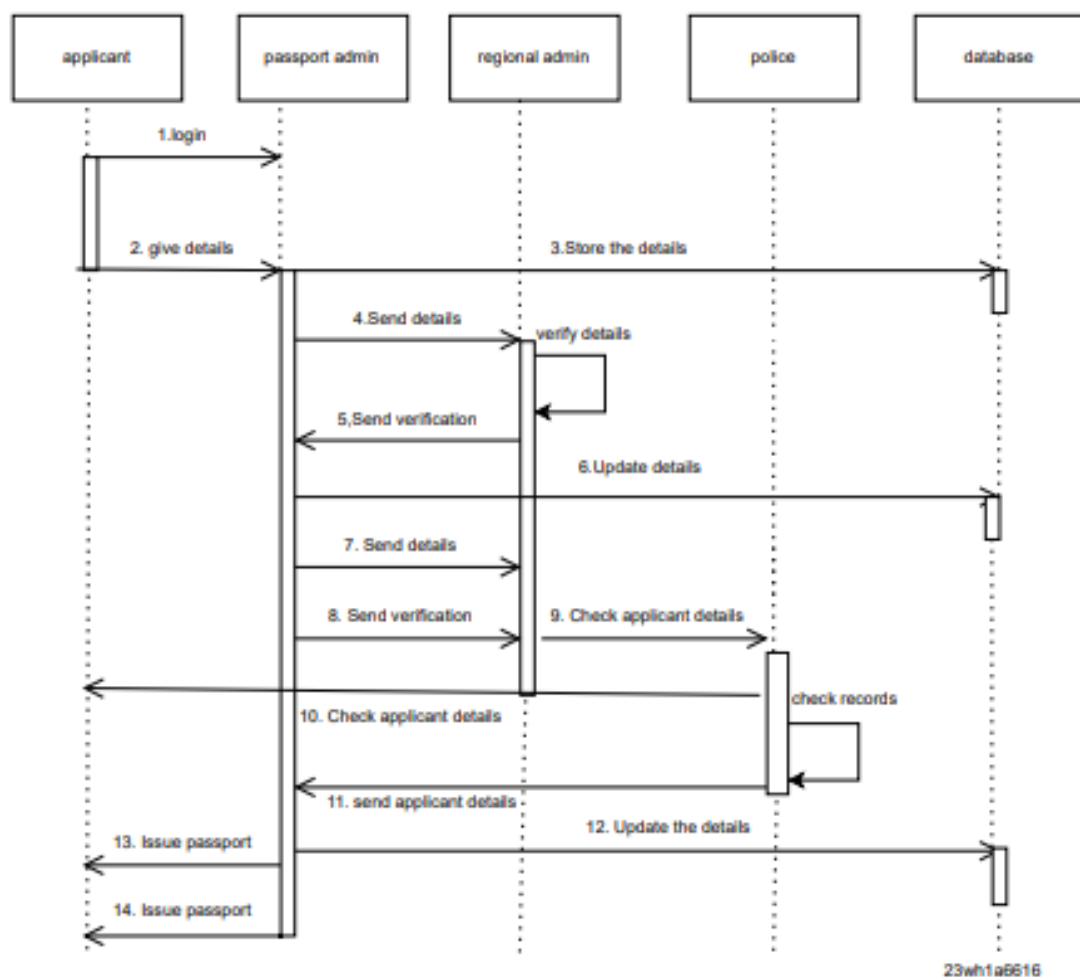 applicant
passport admin
regional admin
police
database
1.login
2. give details
3.Store the details
4.Send details
verify details
5,Send verification
6.Update details
7. Send details
8. Send verification
9. Check applicant details
check records
10. Check applicant details
11. send applicant details
12. Update the details
13. Issue passport
14. Issue passport
23wh1a6616